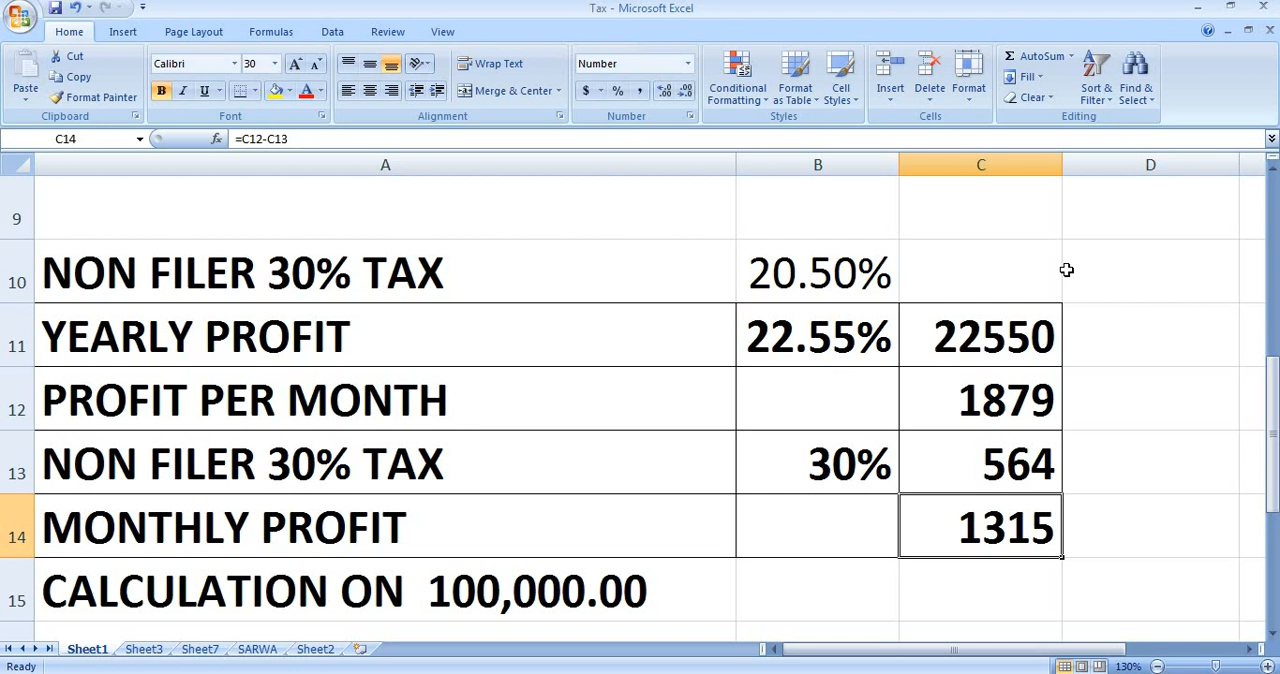 Tax - Microsoft Excel
Home Insert Page Layout Formulas Data Review View
Paste
Cut
Copy
Format Painter
Clipboard
Calibri 30
B I U A
Font
Wrap Text
Merge & Center
Alignment
Number
$ % ,
Number
Conditional Formatting
Format as Table
Cell Styles
Styles
Insert Delete Format
Cells
Σ AutoSum
Fill
Clear
Sort & Filter
Find & Select
Editing
C14 fx =C12-C13
A B C D
9
10 NON FILER 30% TAX 20.50%
11 YEARLY PROFIT 22.55% 22550
12 PROFIT PER MONTH 1879
13 NON FILER 30% TAX 30% 564
14 MONTHLY PROFIT 1315
15 CALCULATION ON 100,000.00
Sheet1 Sheet3 Sheet7 SARWA Sheet2
Ready 130%